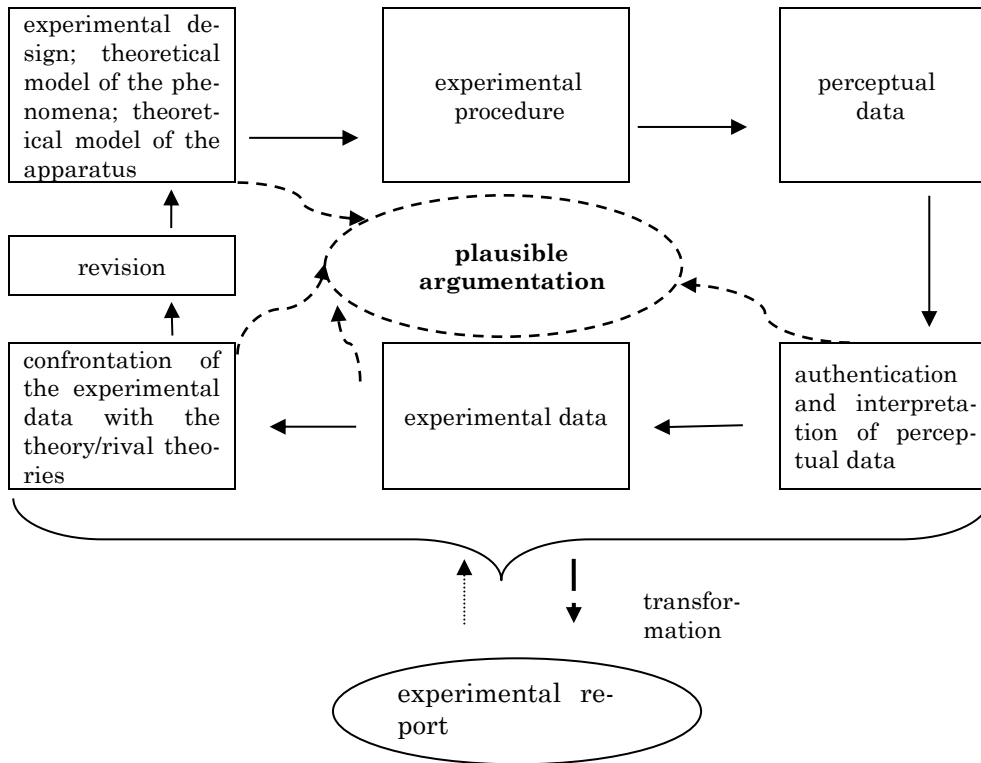 experimental de-
sign; theoretical
model of the phe-
nomena; theoret-
ical model of the
apparatus
experimental
procedure
perceptual
data
revision
plausible
argumentation
confrontation of
the experimental
data with the
theory/rival theo-
ries
experimental data
authentication
and interpreta-
tion of percep-
tual data
transfor-
mation
experimental re-
port